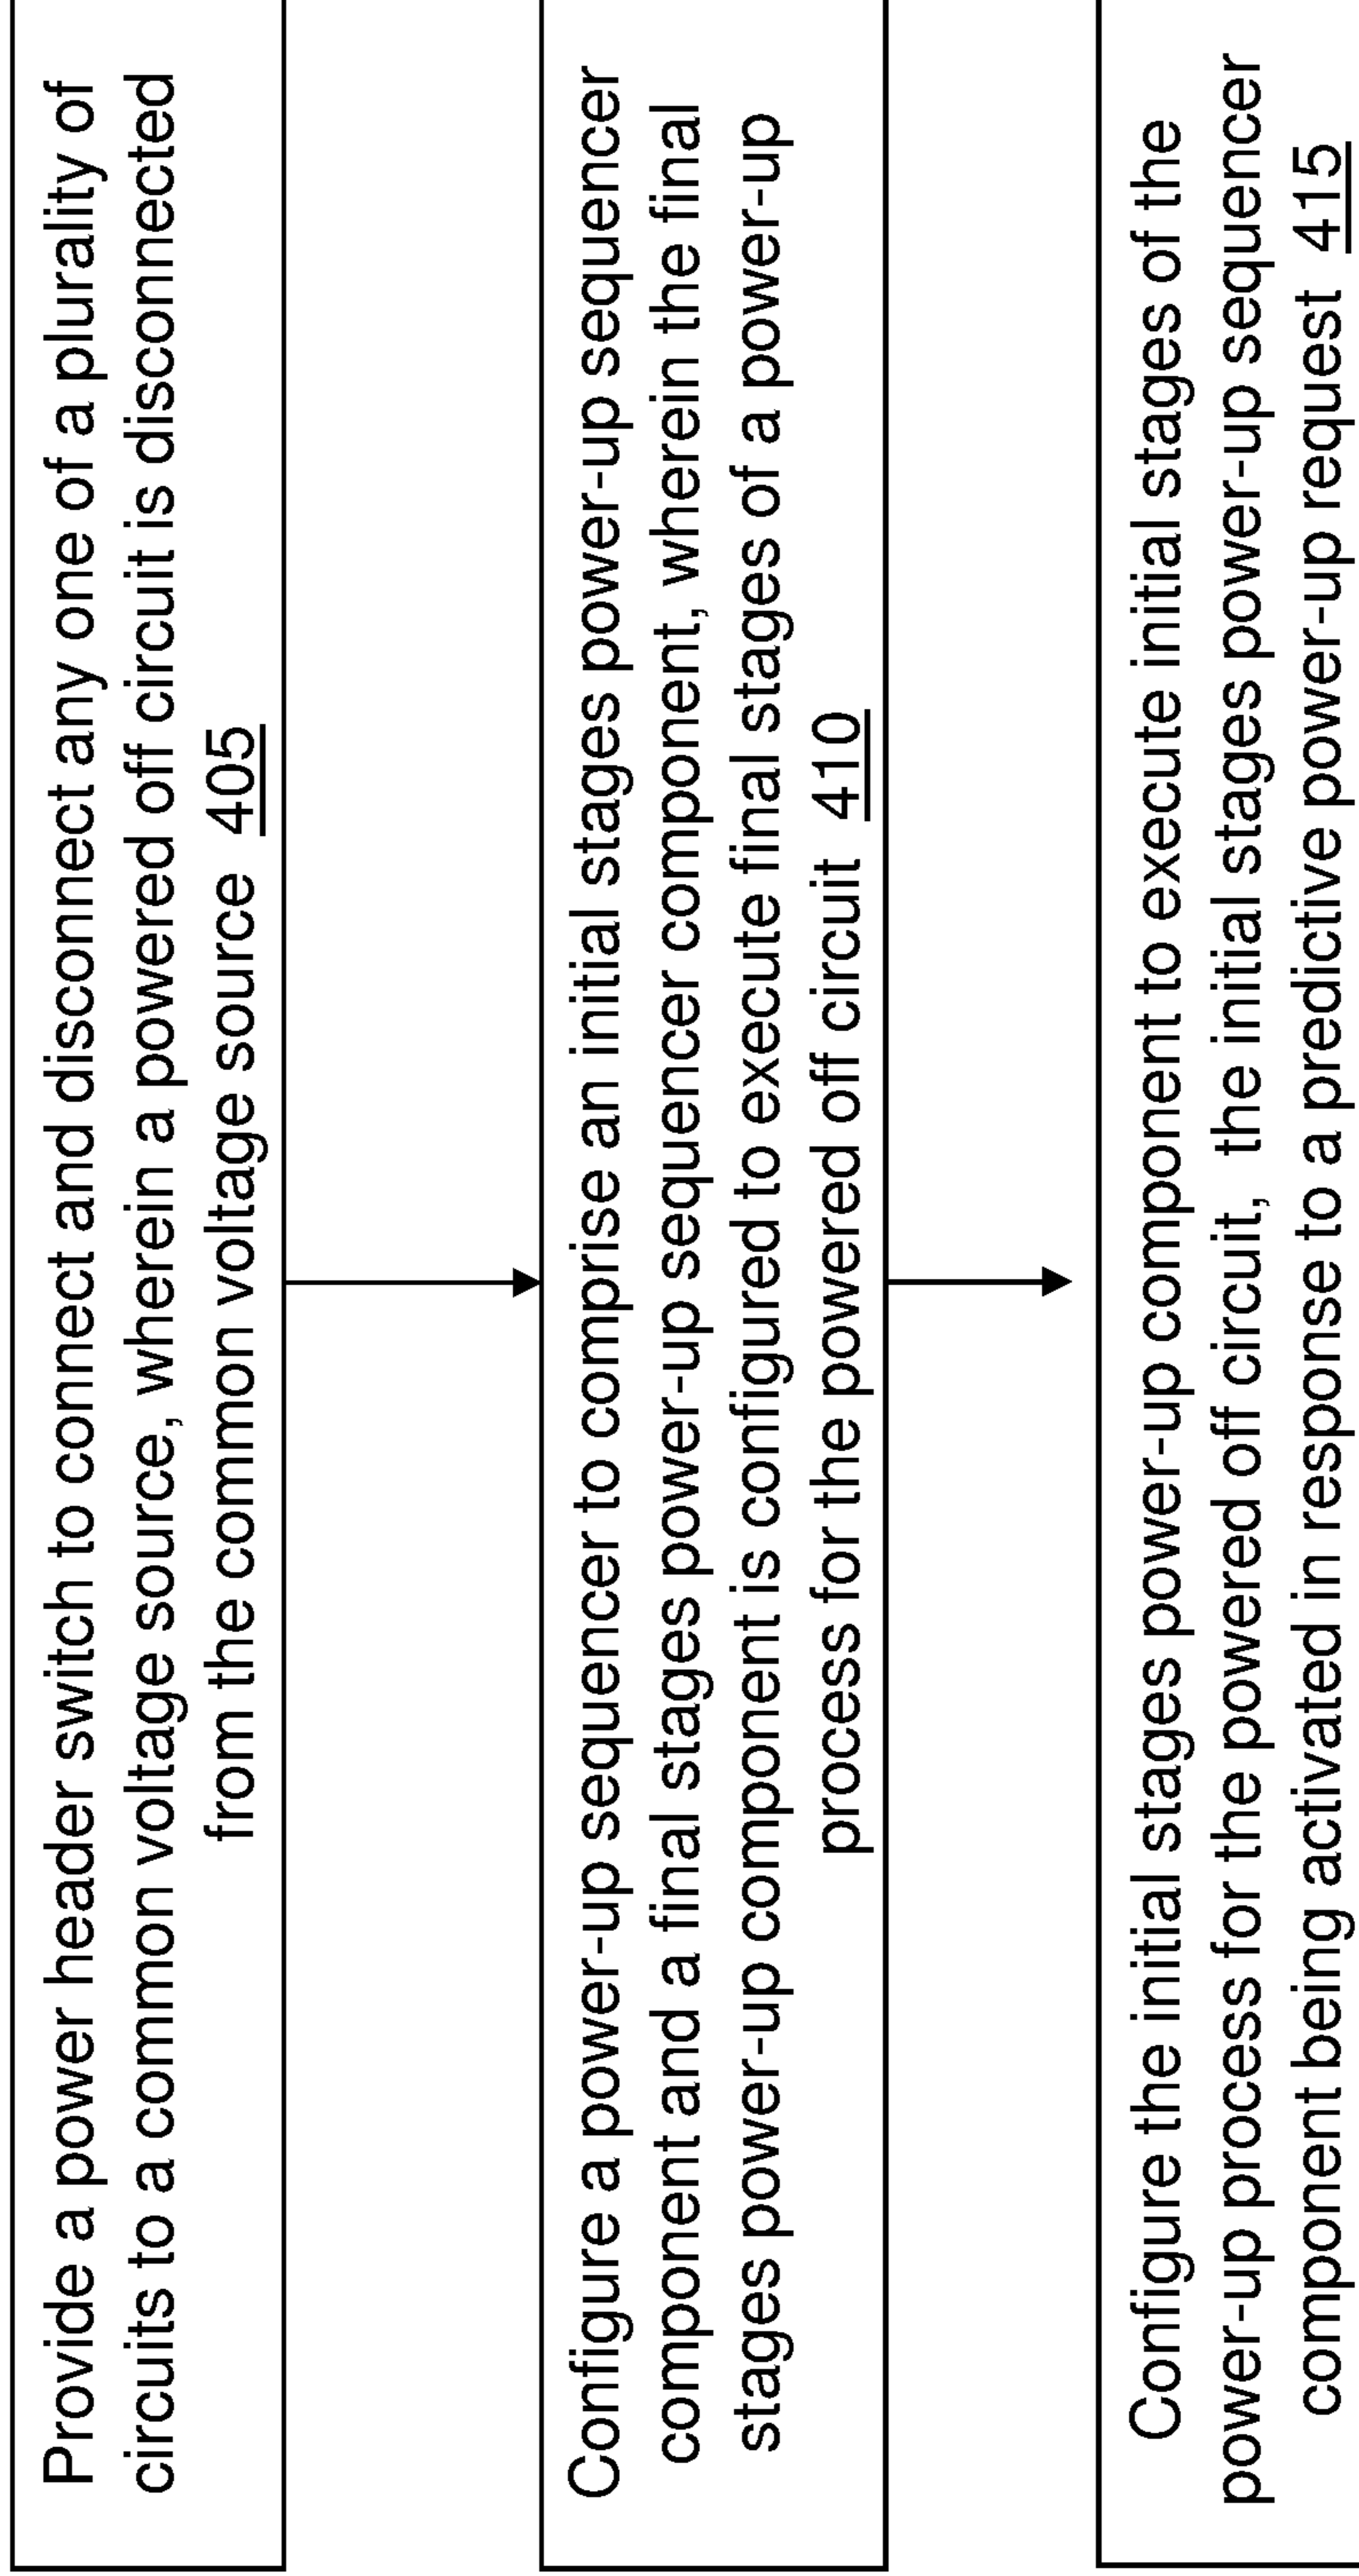 Provide a power header switch to connect and disconnect any one of a plurality of
circuits to a common voltage source, wherein a powered off circuit is disconnected
from the common voltage source 405
Configure a power-up sequencer to comprise an initial stages power-up sequencer
component and a final stages power-up sequencer component, wherein the final
stages power-up component is configured to execute final stages of a power-up
process for the powered off circuit 410
Configure the initial stages power-up component to execute initial stages of the
power-up process for the powered off circuit, the initial stages power-up sequencer
component being activated in response to a predictive power-up request 415